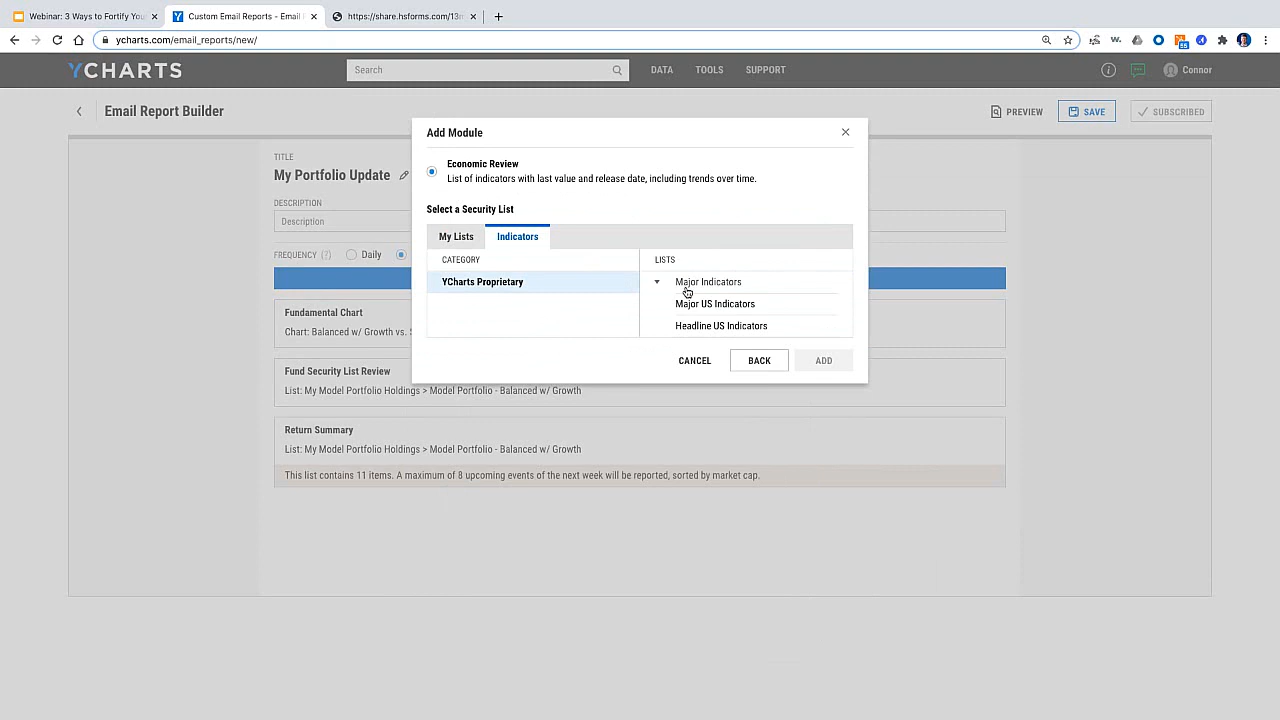 Webinar: 3 Ways to Fortify You
Custom Email Reports - Email
https://share.hsforms.com/13r
ycharts.com/email_reports/new/
YCHARTS
Search
DATA
TOOLS
SUPPORT
Connor
Email Report Builder
PREVIEW
SAVE
SUBSCRIBED
TITLE
My Portfolio Update
DESCRIPTION
Description
FREQUENCY (?)
Daily
Fundamental Chart
Chart: Balanced w/ Growth vs.
Fund Security List Review
List: My Model Portfolio Holdings > Model Portfolio - Balanced w/ Growth
Return Summary
List: My Model Portfolio Holdings > Model Portfolio - Balanced w/ Growth
This list contains 11 items. A maximum of 8 upcoming events of the next week will be reported, sorted by market cap.
Add Module
Economic Review
List of indicators with last value and release date, including trends over time.
Select a Security List
My Lists
Indicators
CATEGORY
LISTS
YCharts Proprietary
Major Indicators
Major US Indicators
Headline US Indicators
CANCEL
BACK
ADD